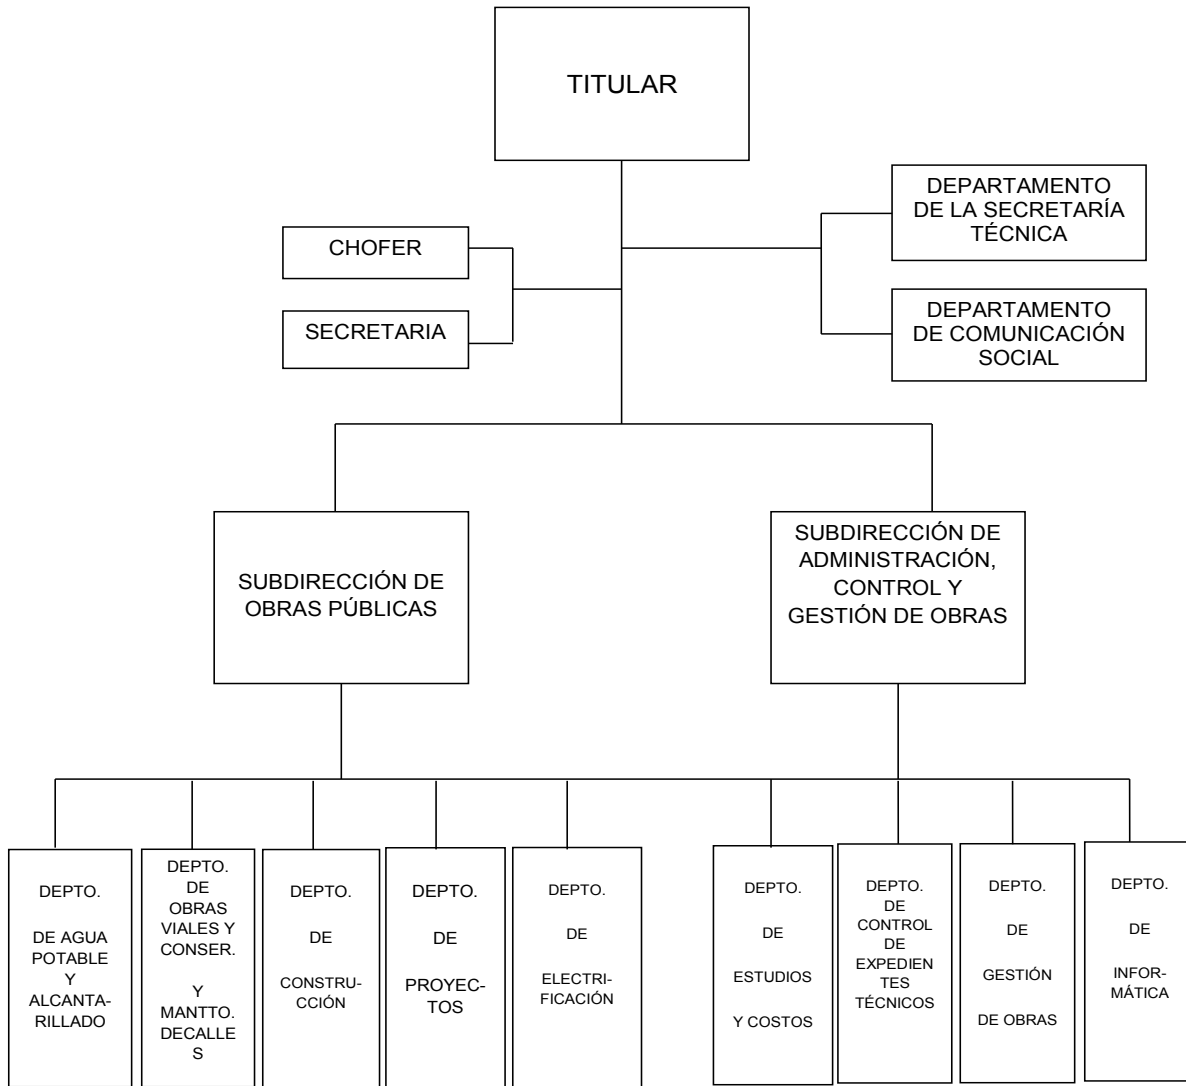 TITULAR
DEPARTAMENTO
DE LA SECRETARÍA
TÉCNICA
CHOFER
SECRETARIA
DEPARTAMENTO
DE COMUNICACIÓN
SOCIAL
SUBDIRECCIÓN DE
OBRAS PÚBLICAS
SUBDIRECCIÓN DE
ADMINISTRACIÓN,
CONTROL Y
GESTIÓN DE OBRAS
DEPTO.
DE AGUA
POTABLE
Y
ALCANTA-
RILLADO
DEPTO.
DE
OBRAS
VIALES Y
CONSER.
Y
MANTTO.
DECALLE
S
DEPTO.
DE
CONSTRU-
CCIÓN
DEPTO.
DE
PROYEC-
TOS
DEPTO.
DE
ELECTRI-
FICACIÓN
DEPTO.
DE
ESTUDIOS
Y COSTOS
DEPTO.
DE
CONTROL
DE
EXPEDIEN
TES
TÉCNICOS
DEPTO.
DE
GESTIÓN
DE OBRAS
DEPTO.
DE
INFOR-
MÁTICA